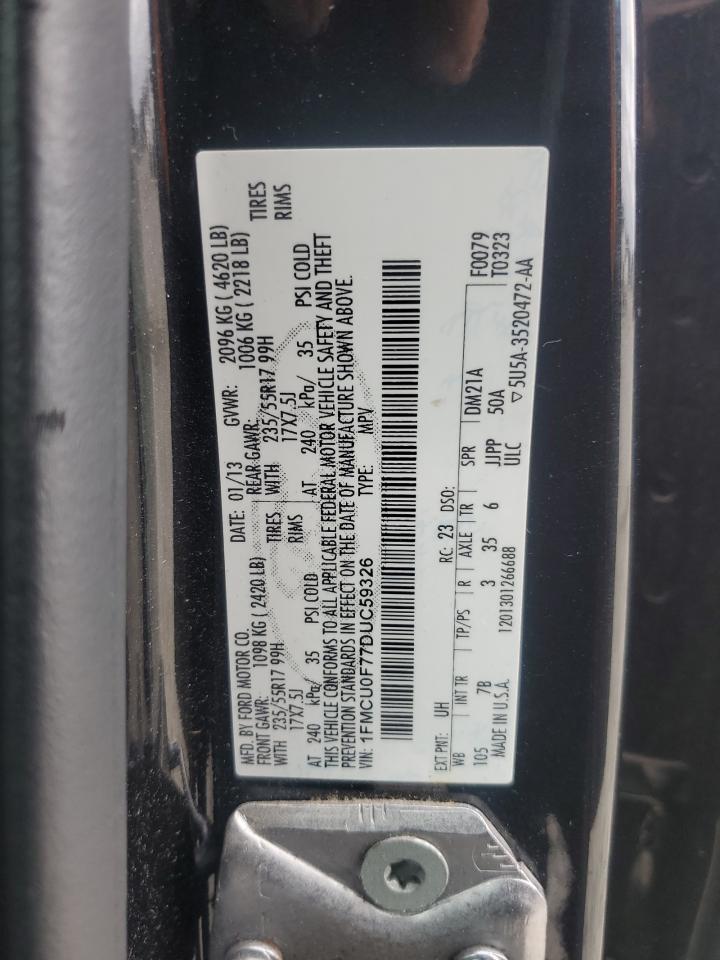 MFD. BY FORD MOTOR CO.
DATE: 01/13 GVWR: 2096 KG ( 4620 LB)
FRONT GAWR: 1098 KG ( 2420 LB) REAR GAWR: 1006 KG ( 2218 LB)
WITH 235/55R17 99H TIRES WITH 235/55R17 99H TIRES
17X7.5J RIMS 17X7.5J RIMS
AT 240 kPa/ 35 PSI COLD AT 240 kPa/ 35 PSI COLD
THIS VEHICLE CONFORMS TO ALL APPLICABLE FEDERAL MOTOR VEHICLE SAFETY AND THEFT
PREVENTION STANDARDS IN EFFECT ON THE DATE OF MANUFACTURE SHOWN ABOVE.
VIN: 1FMCU0F77DUC59326 TYPE: MPV
EXT PNT: UH RC: 23 DSO: F0079
WB INT TR TP/PS R AXLE TR SPR DM21A T0323
105 7B 3 35 6 JJPP 50A
MADE IN U.S.A. 1201301266688 ULC ▽5U5A-3520472-AA